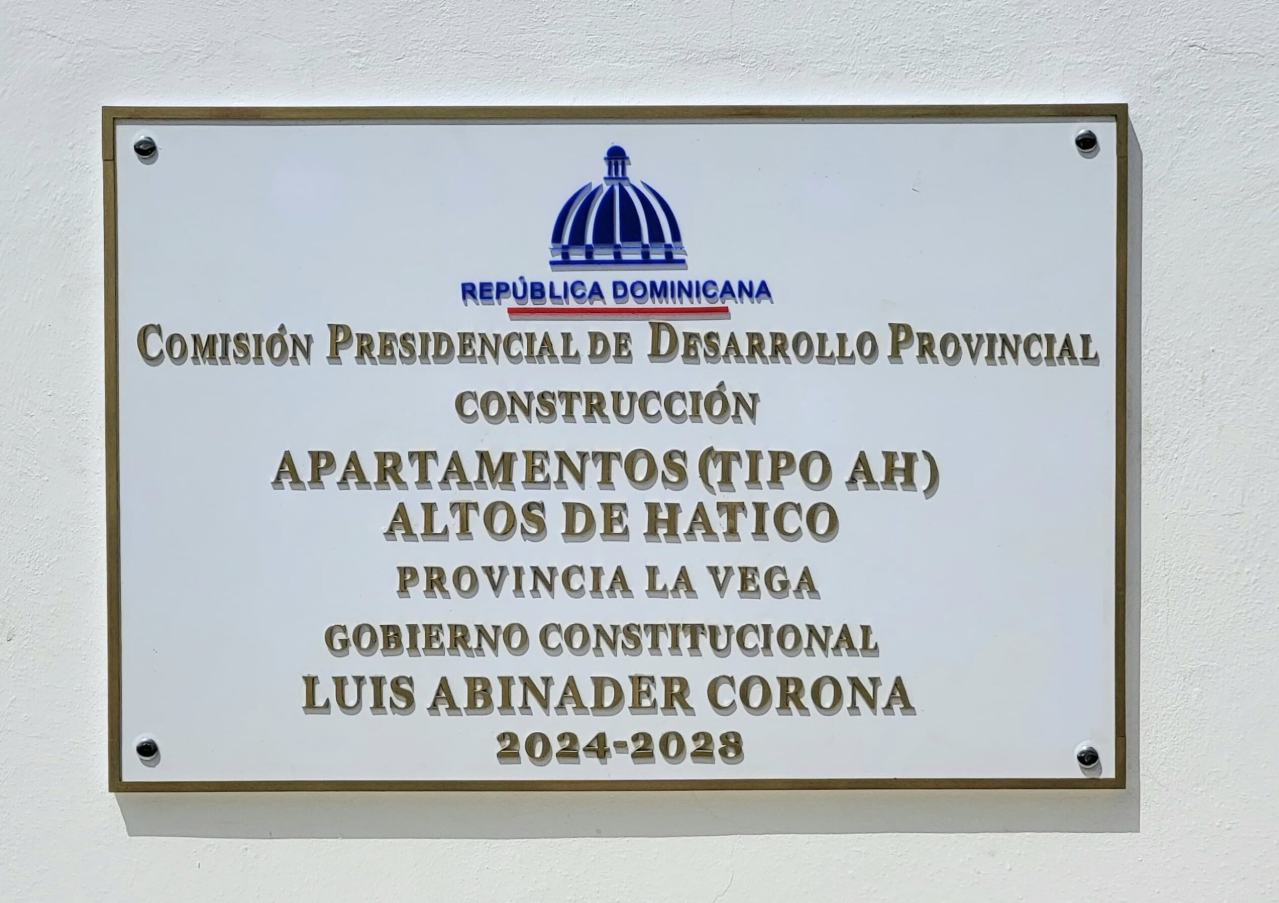 REPÚBLICA DOMINICANA
COMISIÓN PRESIDENCIAL DE DESARROLLO PROVINCIAL
CONSTRUCCIÓN
APARTAMENTOS (TIPO AH)
ALTOS DE HATICO
PROVINCIA LA VEGA
GOBIERNO CONSTITUCIONAL
LUIS ABINADER CORONA
2024-2028